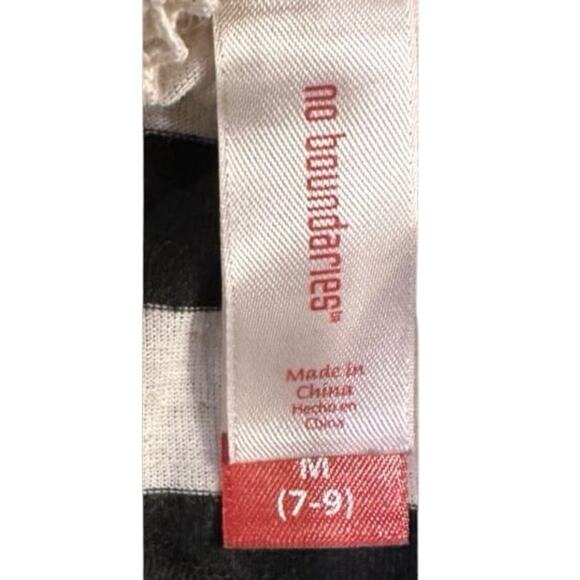 no boundaries
Made in
China
Hecho en
China
M
(7-9)